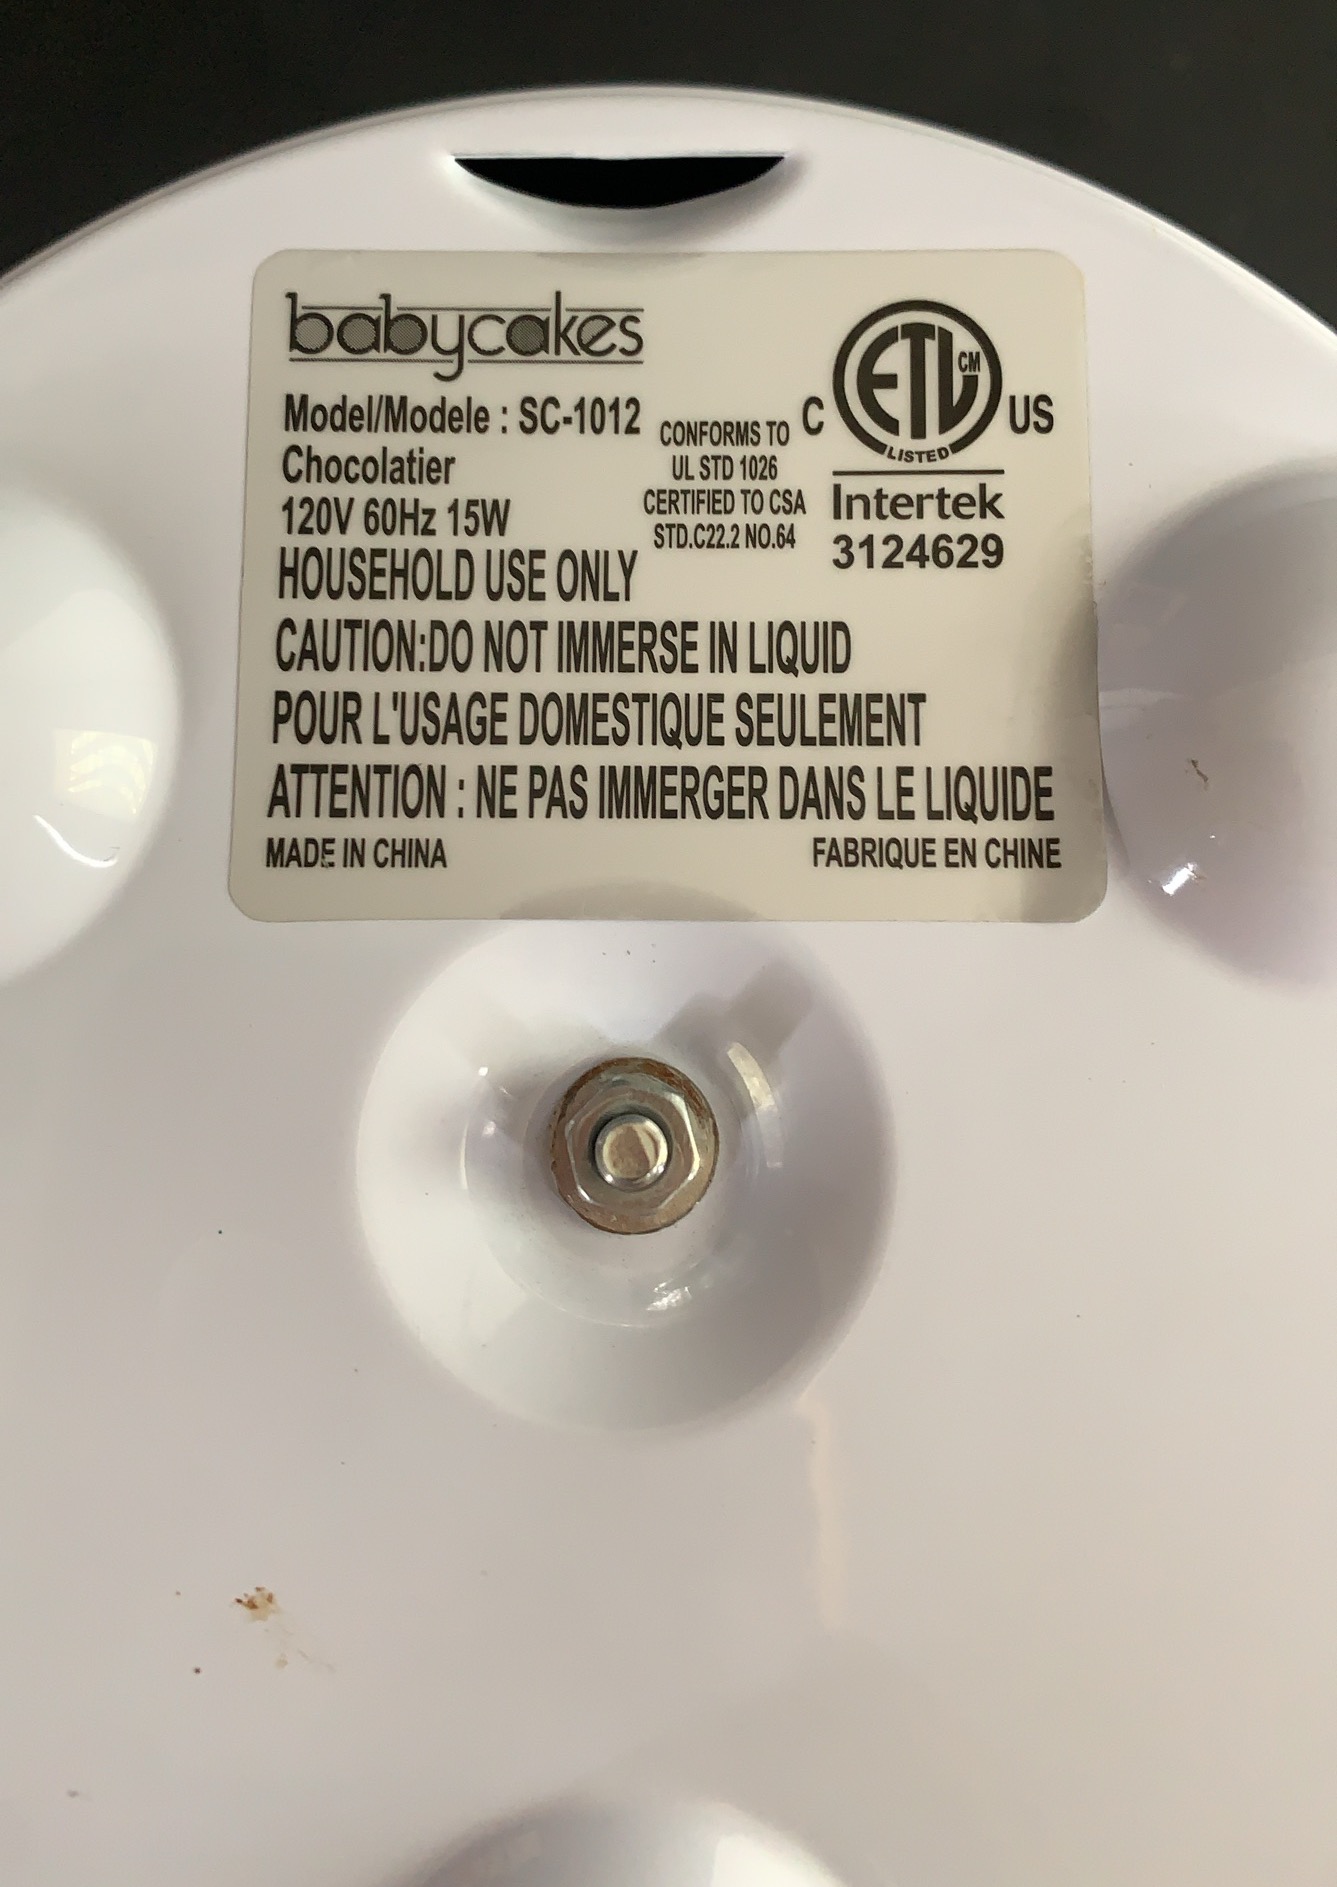 babycakes
Model/Modele : SC-1012
Chocolatier
120V 60Hz 15W
CONFORMS TO
UL STD 1026
CERTIFIED TO CSA
STD.C22.2 NO.64
C ETL CM US
LISTED
Intertek
3124629
HOUSEHOLD USE ONLY
CAUTION:DO NOT IMMERSE IN LIQUID
POUR L'USAGE DOMESTIQUE SEULEMENT
ATTENTION : NE PAS IMMERGER DANS LE LIQUIDE
MADE IN CHINA FABRIQUE EN CHINE